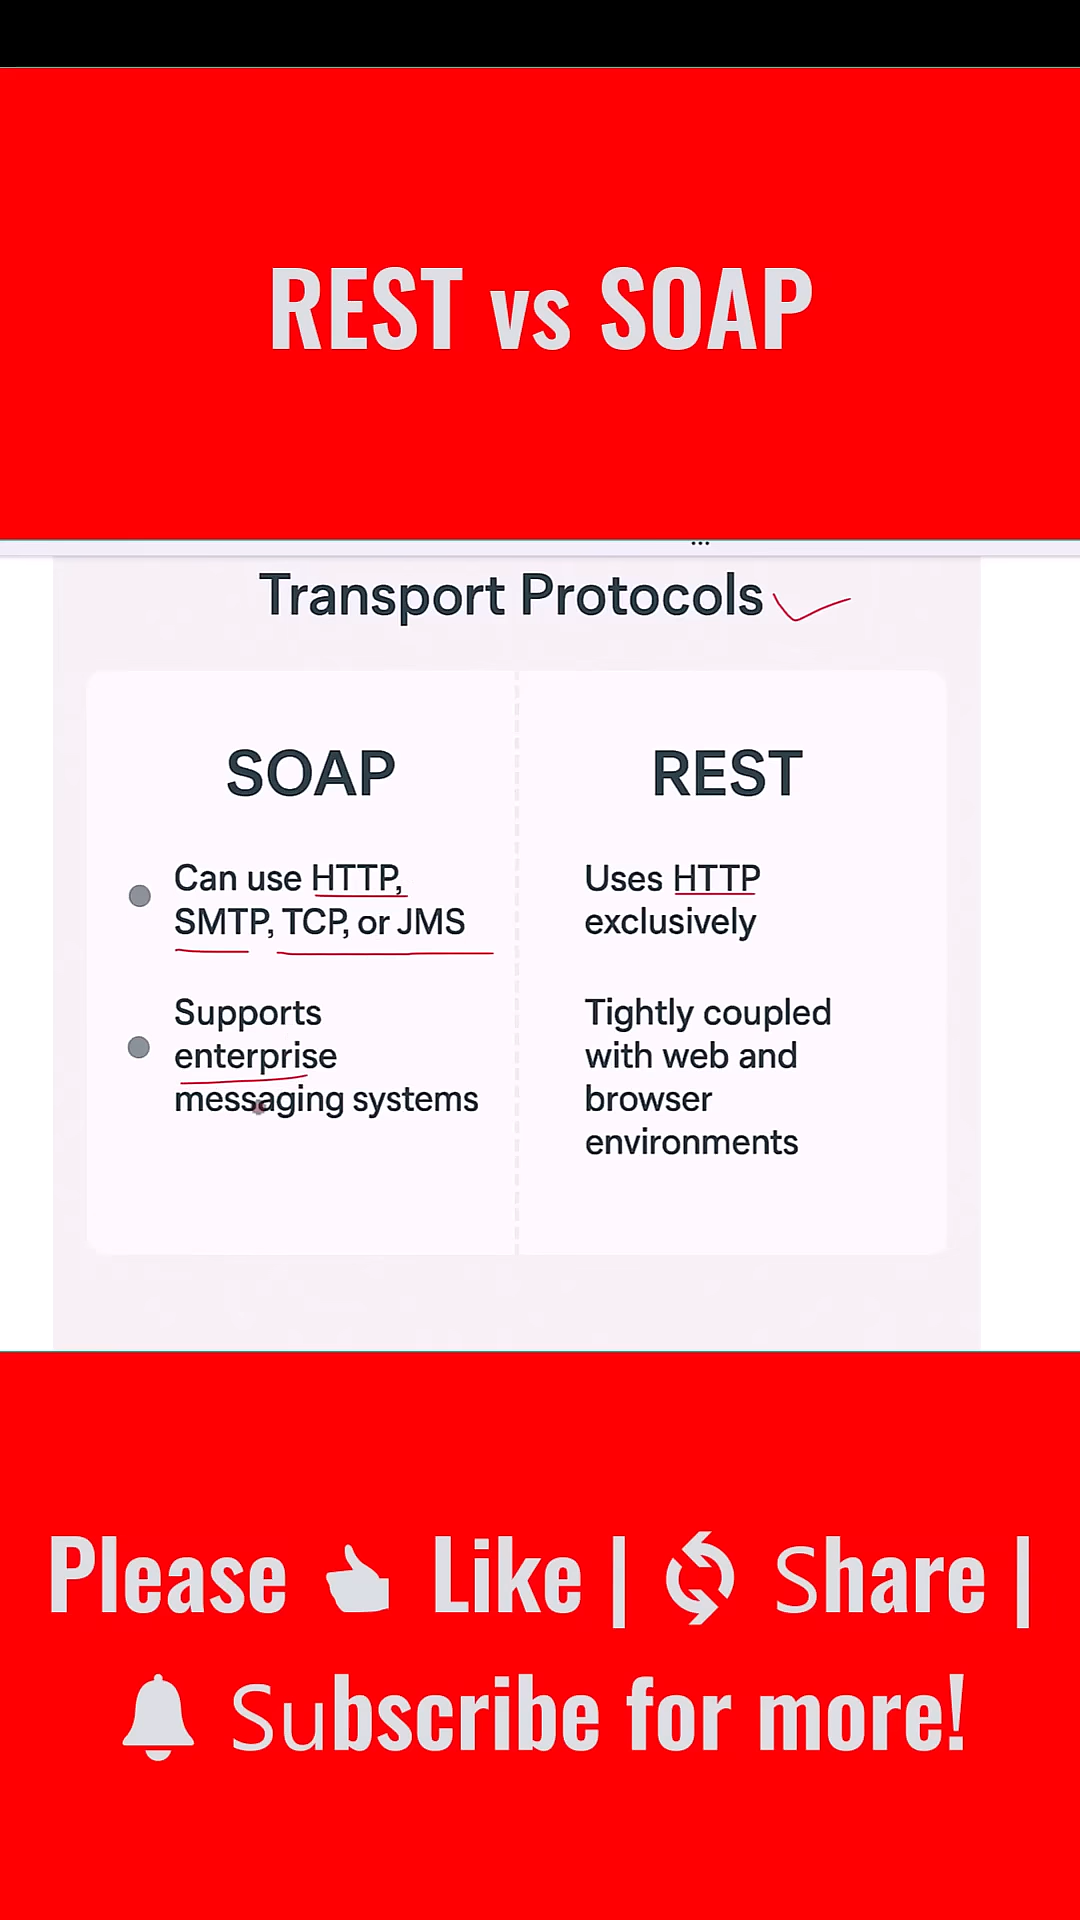 REST vs SOAP
Transport Protocols
SOAP
Can use HTTP,
SMTP, TCP, or JMS
Supports
enterprise
messaging systems
REST
Uses HTTP
exclusively
Tightly coupled
with web and
browser
environments
Please 👍 Like | 🔄 Share |
🔔 Subscribe for more!